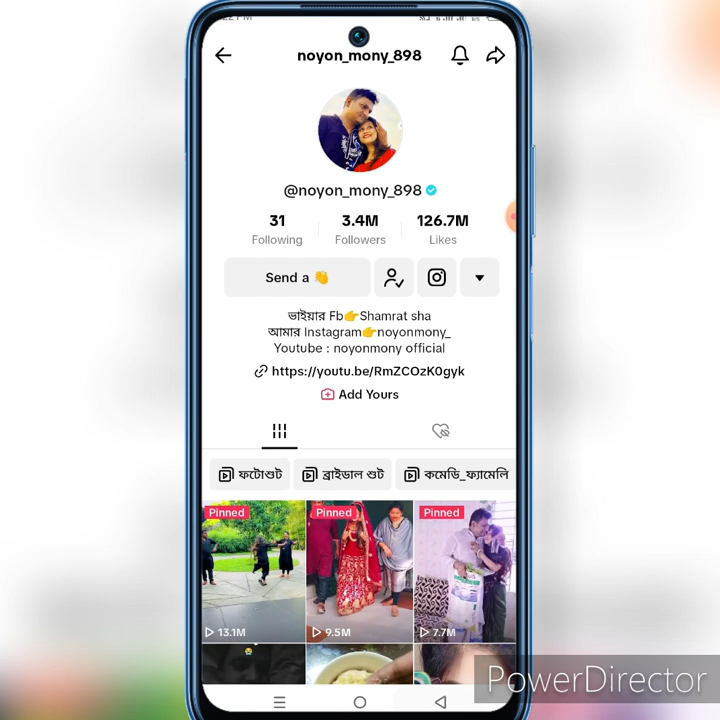 noyon_mony_898
@noyon_mony_898
31 3.4M 126.7M
Following Followers Likes
Send a 👋
ভাইয়ার Fb👉Shamrat sha
আমার Instagram👉noyonmony_
Youtube : noyonmony official
https://youtu.be/RmZCOzK0gyk
Add Yours
ফটোশুট ব্রাইডাল শুট কমেডি_ফ্যামেলি
Pinned Pinned Pinned
13.1M 9.5M 7.7M
PowerDirector